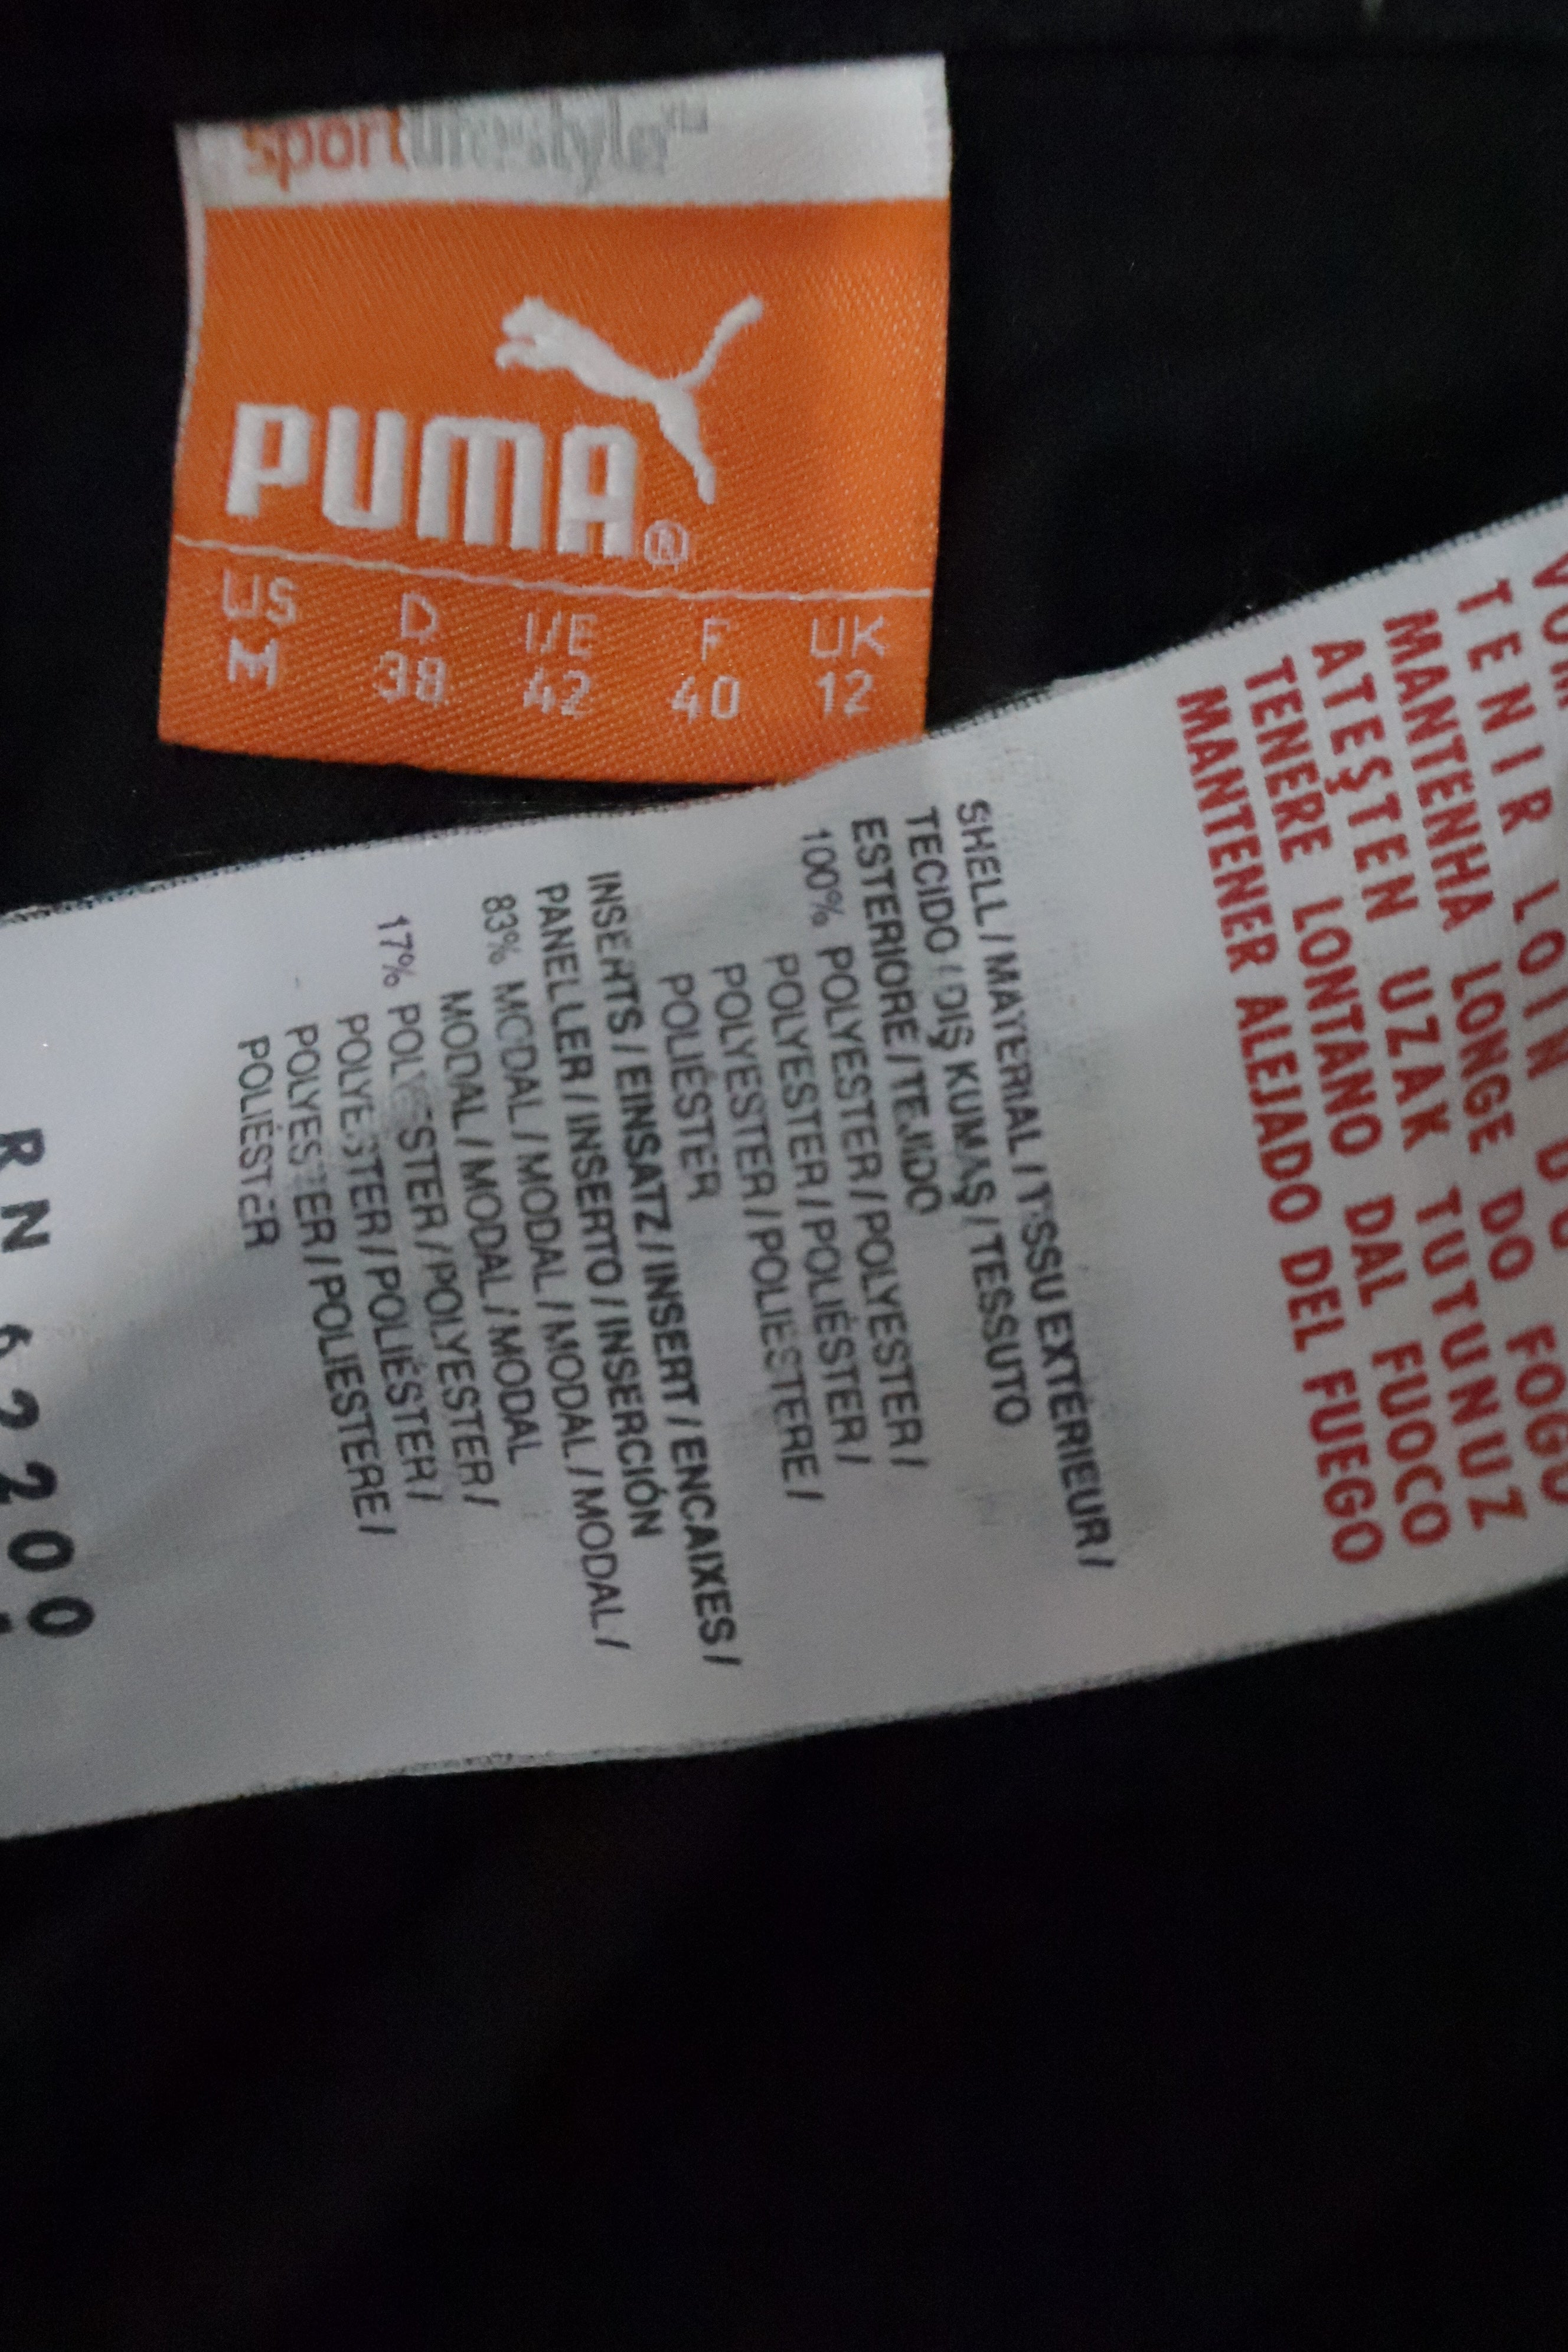 sportlifestyle™
PUMA®
US D I/E F UK
M 38 42 40 12
TENIR LOIN DU
MANTENHA LONGE DO FOGO
ATEŞTEN UZAK TUTUNUZ
TENERE LONTANO DAL FUOCO
MANTENER ALEJADO DEL FUEGO
SHELL / MATERIAL / TISSU EXTÉRIEUR /
TECIDO / DIŞ KUMAŞ / TESSUTO
ESTERIORE / TEJIDO
100% POLYESTER / POLYESTER /
POLYESTER / POLIÉSTER /
POLYESTER / POLIESTERE /
POLIÉSTER
INSERTS / EINSATZ / INSERT / ENCAIXES /
PANELLER / INSERTO / INSERCIÓN
83% MODAL / MODAL / MODAL / MODAL /
MODAL / MODAL / MODAL
17% POLYESTER / POLYESTER /
POLYESTER / POLIÉSTER /
POLYESTER / POLIESTERE /
POLIÉSTER
RN 62200